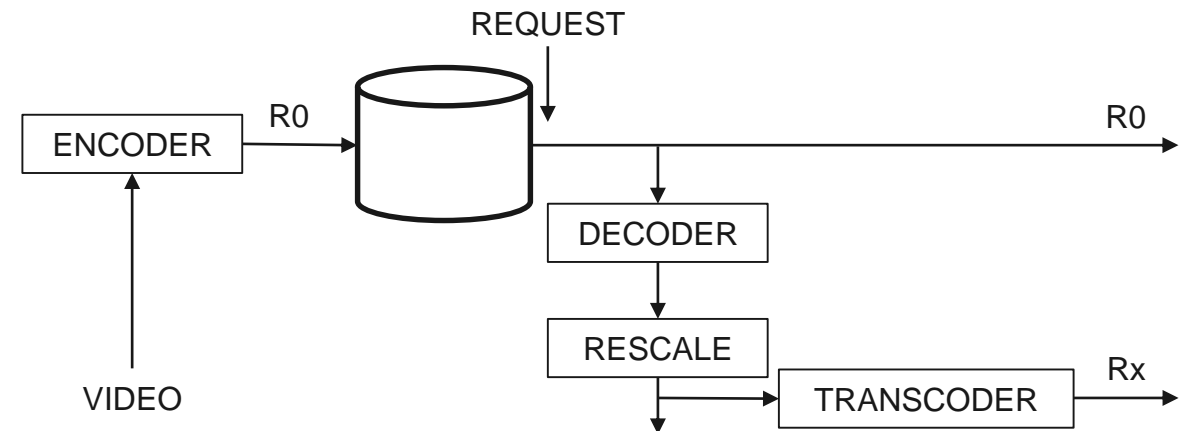 REQUEST
R0
R0
ENCODER
DECODER
RESCALE
Rx
VIDEO
TRANSCODER